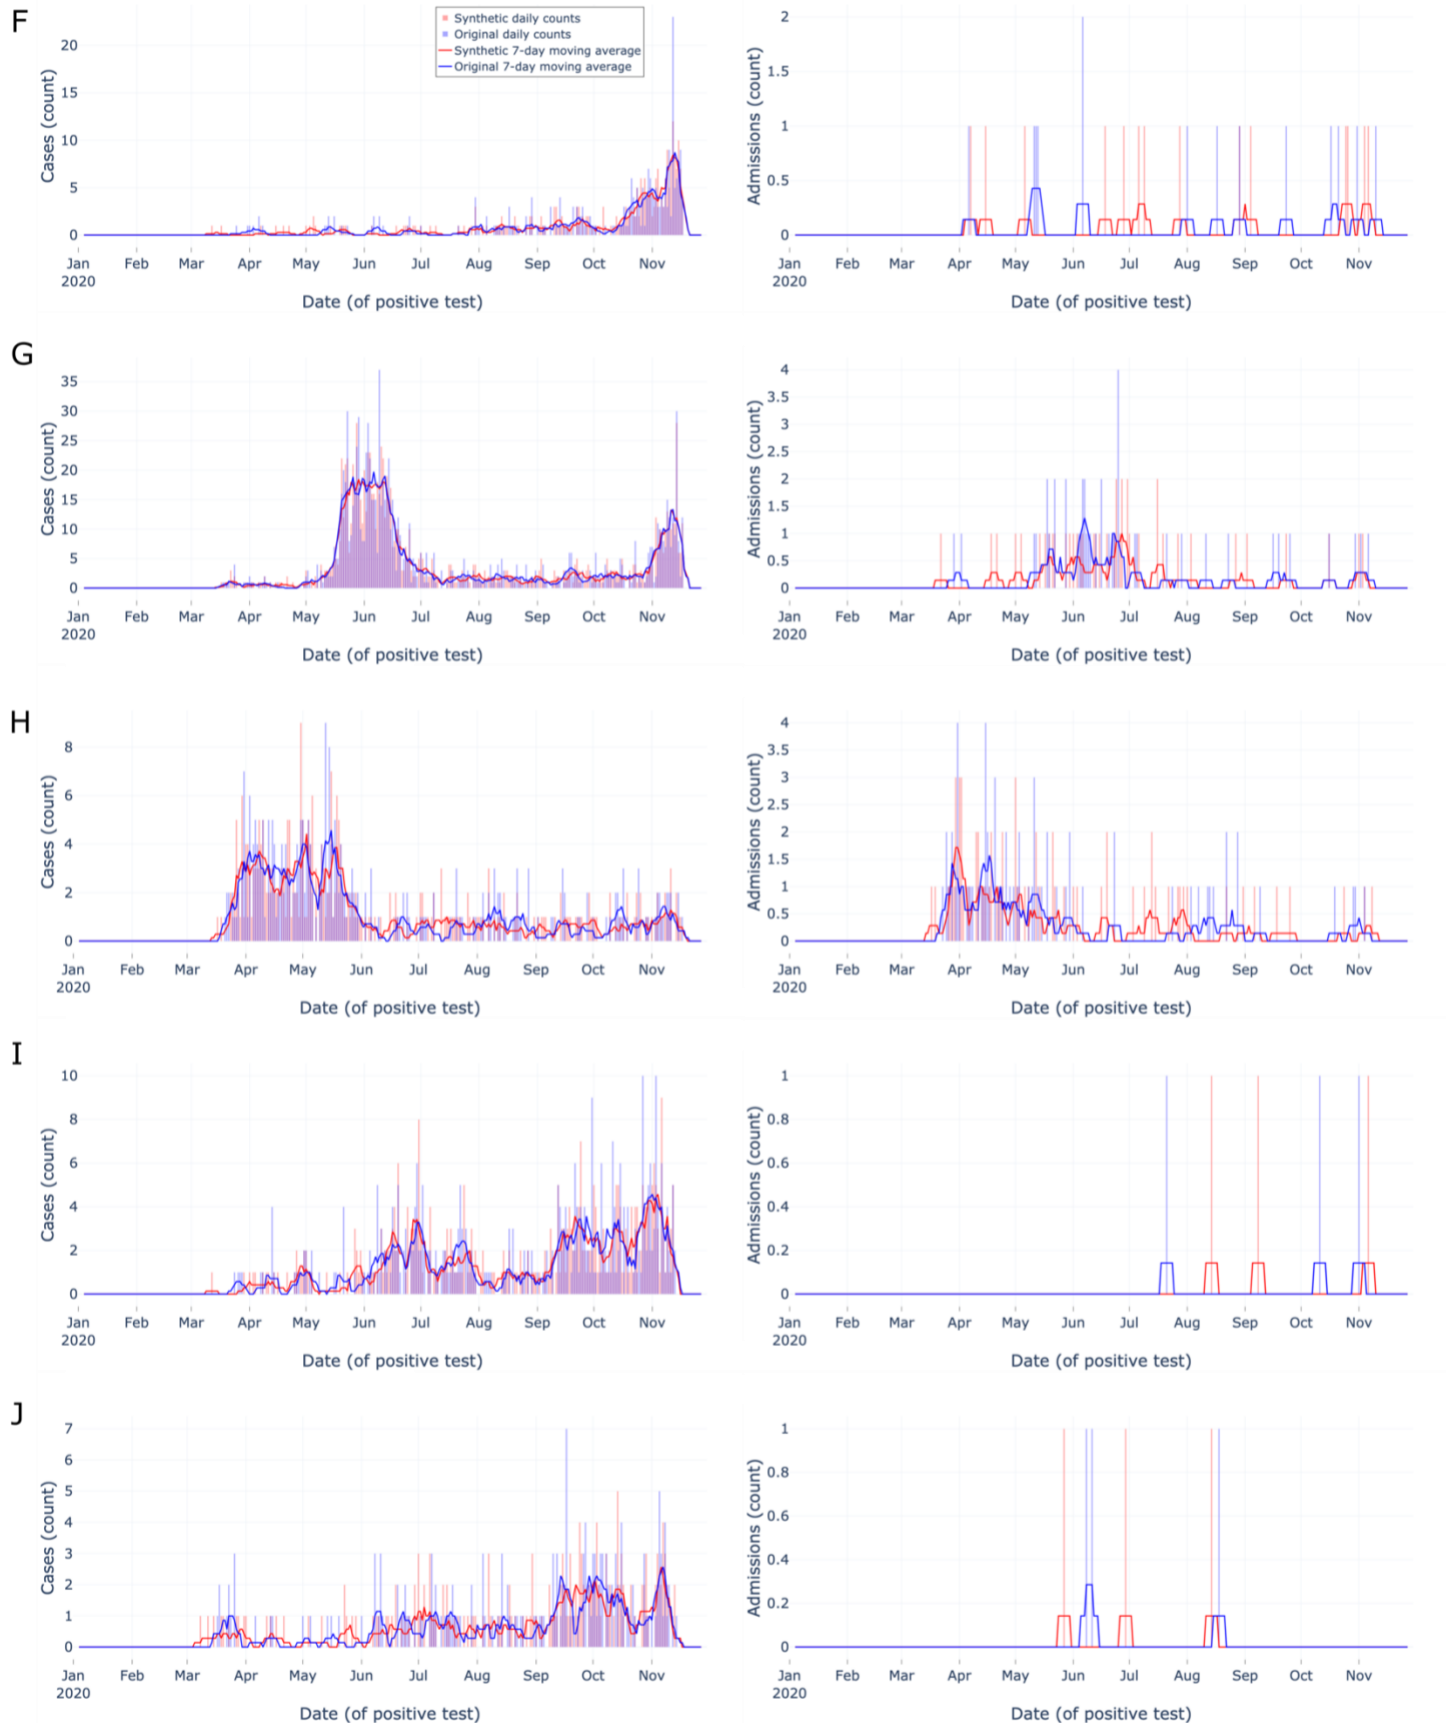 F
Synthetic daily counts
Original daily counts
Synthetic 7-day moving average
Original 7-day moving average
Cases (count)
20
15
10
5
0
Jan Feb Mar Apr May Jun Jul Aug Sep Oct Nov
2020
Date (of positive test)
Admissions (count)
2
1.5
1
0.5
0
Jan Feb Mar Apr May Jun Jul Aug Sep Oct Nov
2020
Date (of positive test)
G
Cases (count)
35
30
25
20
15
10
5
0
Jan Feb Mar Apr May Jun Jul Aug Sep Oct Nov
2020
Date (of positive test)
Admissions (count)
4
3.5
3
2.5
2
1.5
1
0.5
0
Jan Feb Mar Apr May Jun Jul Aug Sep Oct Nov
2020
Date (of positive test)
H
Cases (count)
8
6
4
2
0
Jan Feb Mar Apr May Jun Jul Aug Sep Oct Nov
2020
Date (of positive test)
Admissions (count)
4
3.5
3
2.5
2
1.5
1
0.5
0
Jan Feb Mar Apr May Jun Jul Aug Sep Oct Nov
2020
Date (of positive test)
I
Cases (count)
10
8
6
4
2
0
Jan Feb Mar Apr May Jun Jul Aug Sep Oct Nov
2020
Date (of positive test)
Admissions (count)
1
0.8
0.6
0.4
0.2
0
Jan Feb Mar Apr May Jun Jul Aug Sep Oct Nov
2020
Date (of positive test)
J
Cases (count)
7
6
5
4
3
2
1
0
Jan Feb Mar Apr May Jun Jul Aug Sep Oct Nov
2020
Date (of positive test)
Admissions (count)
1
0.8
0.6
0.4
0.2
0
Jan Feb Mar Apr May Jun Jul Aug Sep Oct Nov
2020
Date (of positive test)